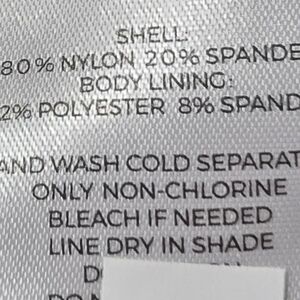 SHELL:
80% NYLON 20% SPANDE
BODY LINING:
2% POLYESTER 8% SPAND
AND WASH COLD SEPARAT
ONLY NON-CHLORINE
BLEACH IF NEEDED
LINE DRY IN SHADE